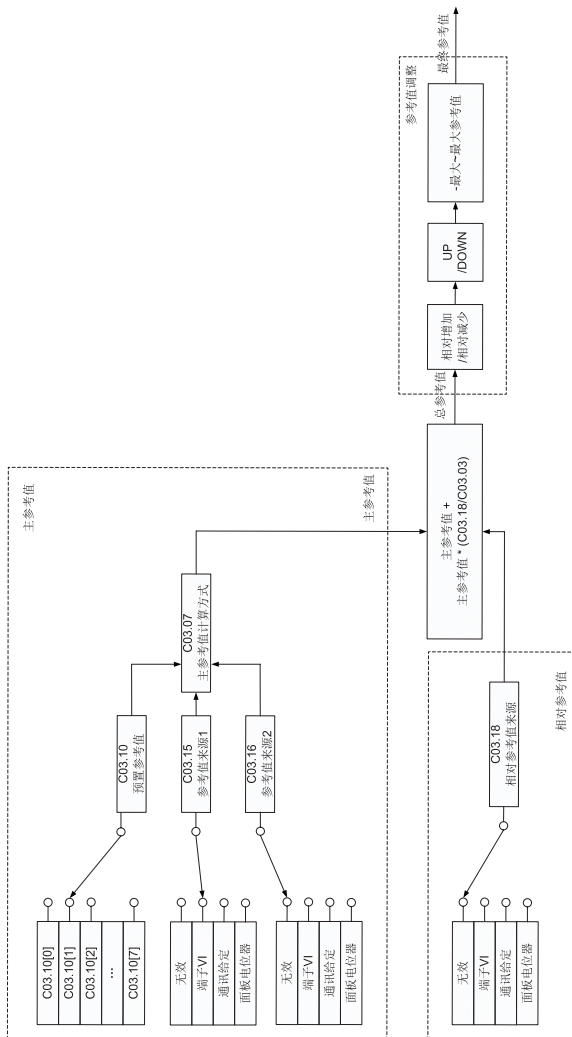 主参考值
C03.10[0]
C03.10[1]
C03.10[2]
...
C03.10[7]
无效
端子VI
通讯给定
面板电位器
无效
端子VI
通讯给定
面板电位器
C03.10
预置参考值
C03.15
参考值来源1
C03.16
参考值来源2
C03.07
主参考值计算方式
主参考值
相对参考值
无效
端子VI
通讯给定
面板电位器
C03.18
相对参考值来源
主参考值 +
主参考值 * (C03.18/C03.03)
总参考值
参考值调整
相对增加
/相对减少
UP
/DOWN
-最大~最大参考值
最终参考值